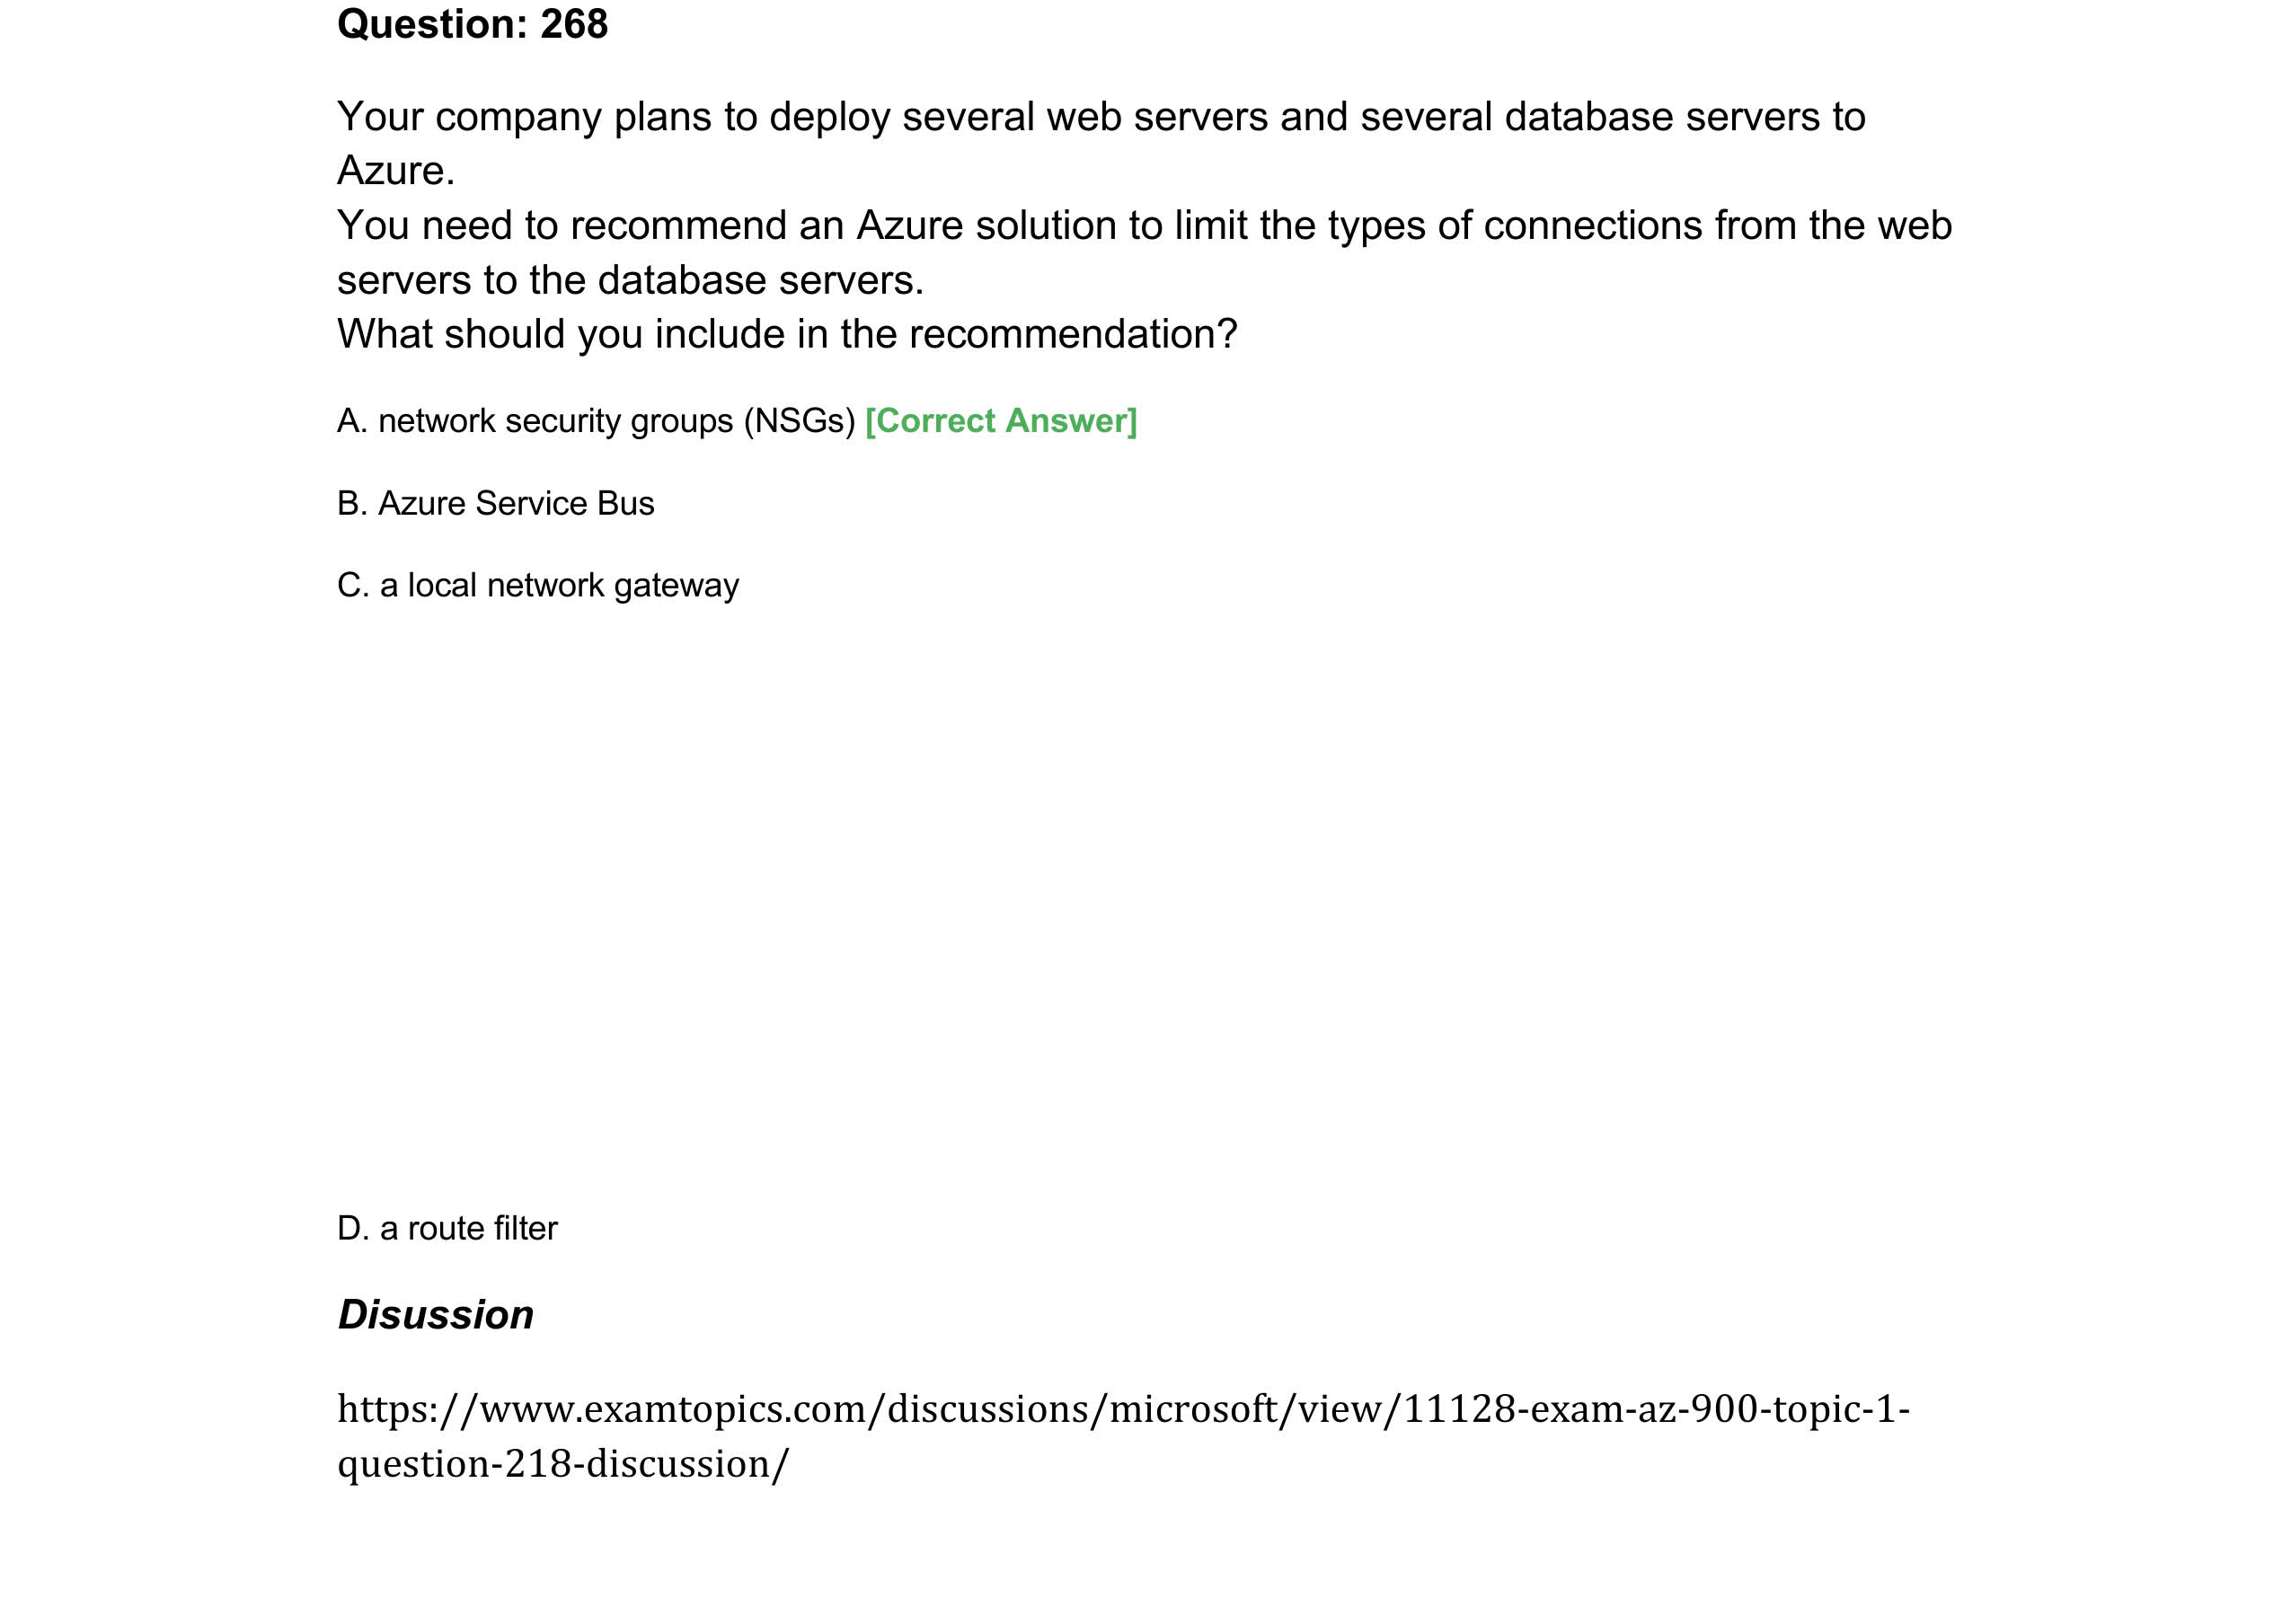 Question: 268
Your company plans to deploy several web servers and several database servers to
Azure.
You need to recommend an Azure solution to limit the types of connections from the web
servers to the database servers.
What should you include in the recommendation?
A. network security groups (NSGs) [Correct Answer]
B. Azure Service Bus
C. a local network gateway
D. a route filter
Disussion
https://www.examtopics.com/discussions/microsoft/view/11128-exam-az-900-topic-1-
question-218-discussion/